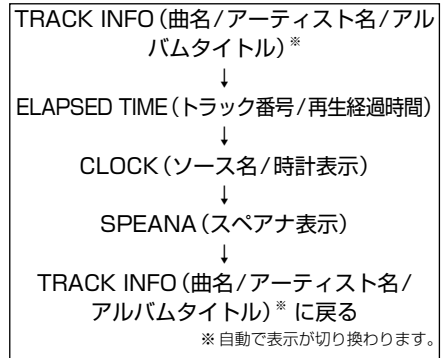 TRACK INFO（曲名/アーティスト名/アル
バムタイトル）※
↓
ELAPSED TIME（トラック番号/再生経過時間）
↓
CLOCK（ソース名/時計表示）
↓
SPEANA（スペアナ表示）
↓
TRACK INFO（曲名/アーティスト名/
アルバムタイトル）※ に戻る
※ 自動で表示が切り換わります。